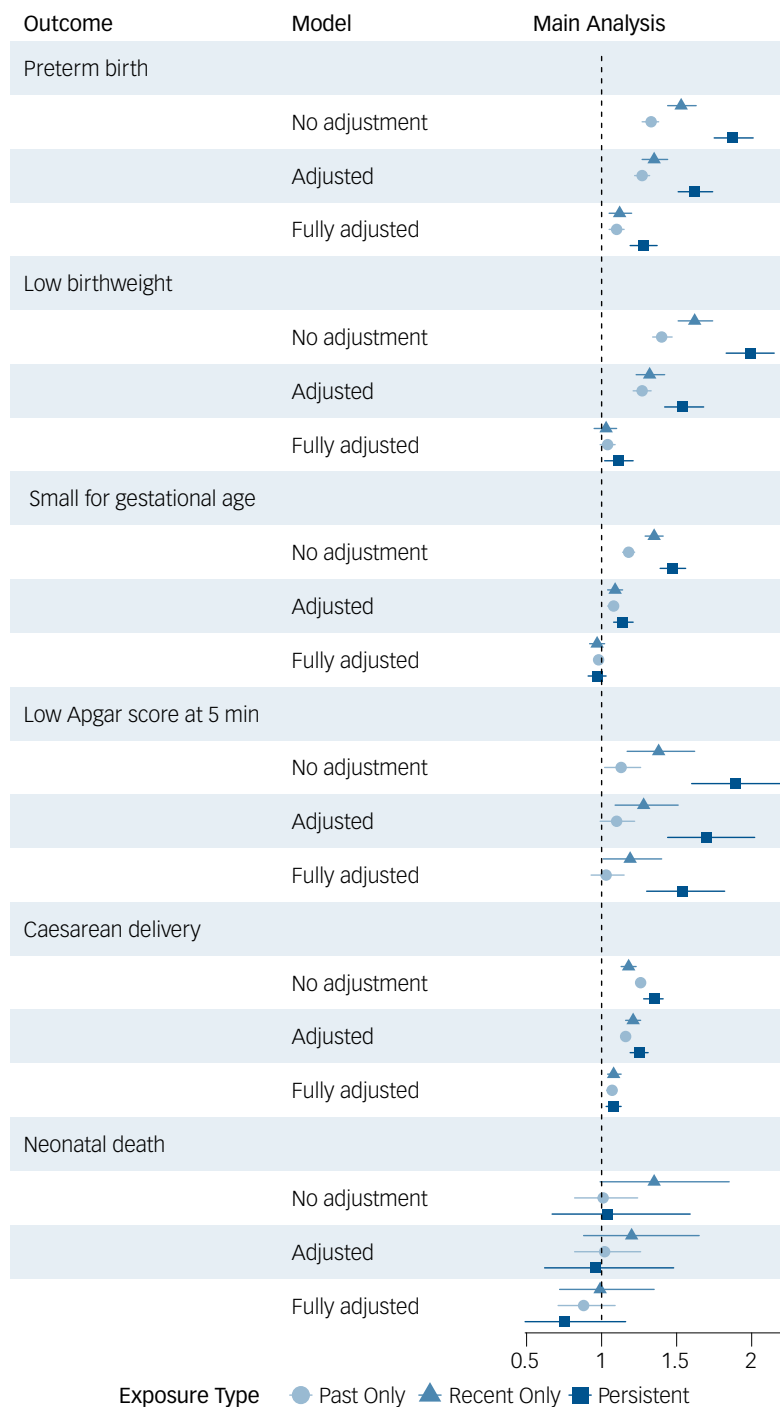 Outcome Model Main Analysis
Preterm birth
No adjustment
Adjusted
Fully adjusted
Low birthweight
No adjustment
Adjusted
Fully adjusted
Small for gestational age
No adjustment
Adjusted
Fully adjusted
Low Apgar score at 5 min
No adjustment
Adjusted
Fully adjusted
Caesarean delivery
No adjustment
Adjusted
Fully adjusted
Neonatal death
No adjustment
Adjusted
Fully adjusted
0.5 1 1.5 2
Exposure Type Past Only Recent Only Persistent